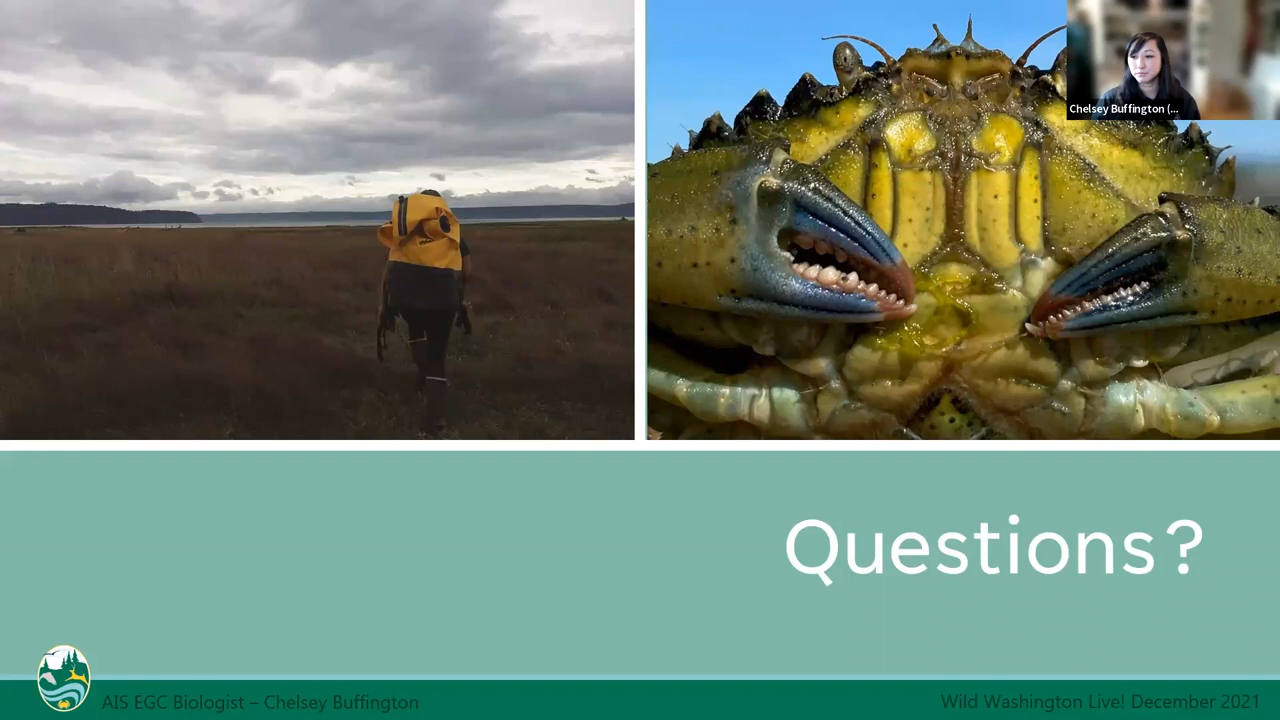 Chelsey Buffington (...
Questions?
AIS EGC Biologist – Chelsey Buffington
Wild Washington Live! December 2021